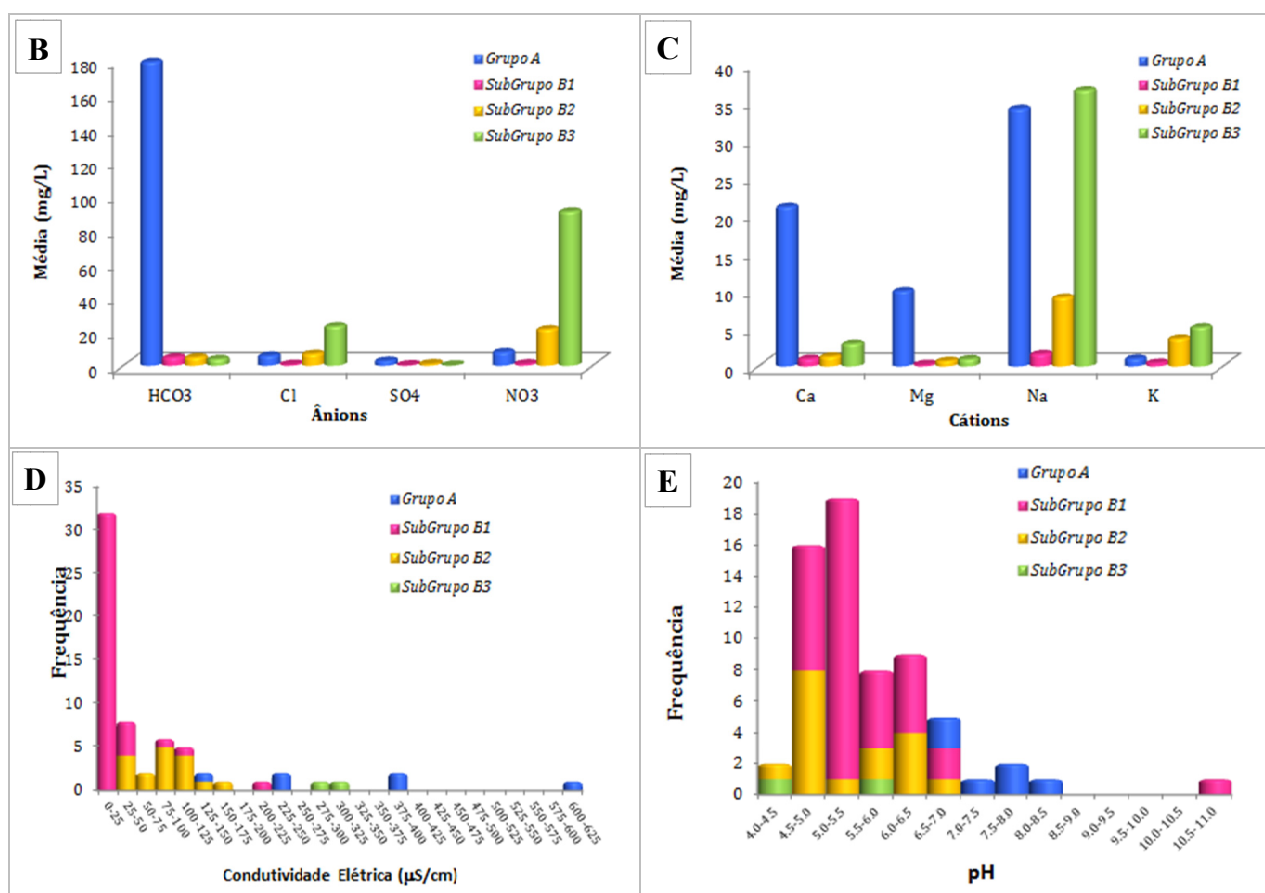 B
Grupo A
SubGrupo B1
SubGrupo B2
SubGrupo B3
Média (mg/L)
180
160
140
120
100
80
60
40
20
0
HCO3 Cl SO4 NO3
Ânions
C
Grupo A
SubGrupo B1
SubGrupo B2
SubGrupo B3
Média (mg/L)
40
35
30
25
20
15
10
5
0
Ca Mg Na K
Cátions
D
Grupo A
SubGrupo B1
SubGrupo B2
SubGrupo B3
Frequência
35
30
25
20
15
10
5
0
0-25 25-50 50-75 75-100 100-125 125-150 150-175 175-200 200-225 225-250 250-275 275-300 300-325 325-350 350-375 375-400 400-425 425-450 450-475 475-500 500-525 525-550 550-575 575-600 600-625
Condutividade Elétrica (µS/cm)
E
Grupo A
SubGrupo B1
SubGrupo B2
SubGrupo B3
Frequência
20
18
16
14
12
10
8
6
4
2
0
4.0-4.5 4.5-5.0 5.0-5.5 5.5-6.0 6.0-6.5 6.5-7.0 7.0-7.5 7.5-8.0 8.0-8.5 8.5-9.0 9.0-9.5 9.5-10.0 10.0-10.5 10.5-11.0
pH